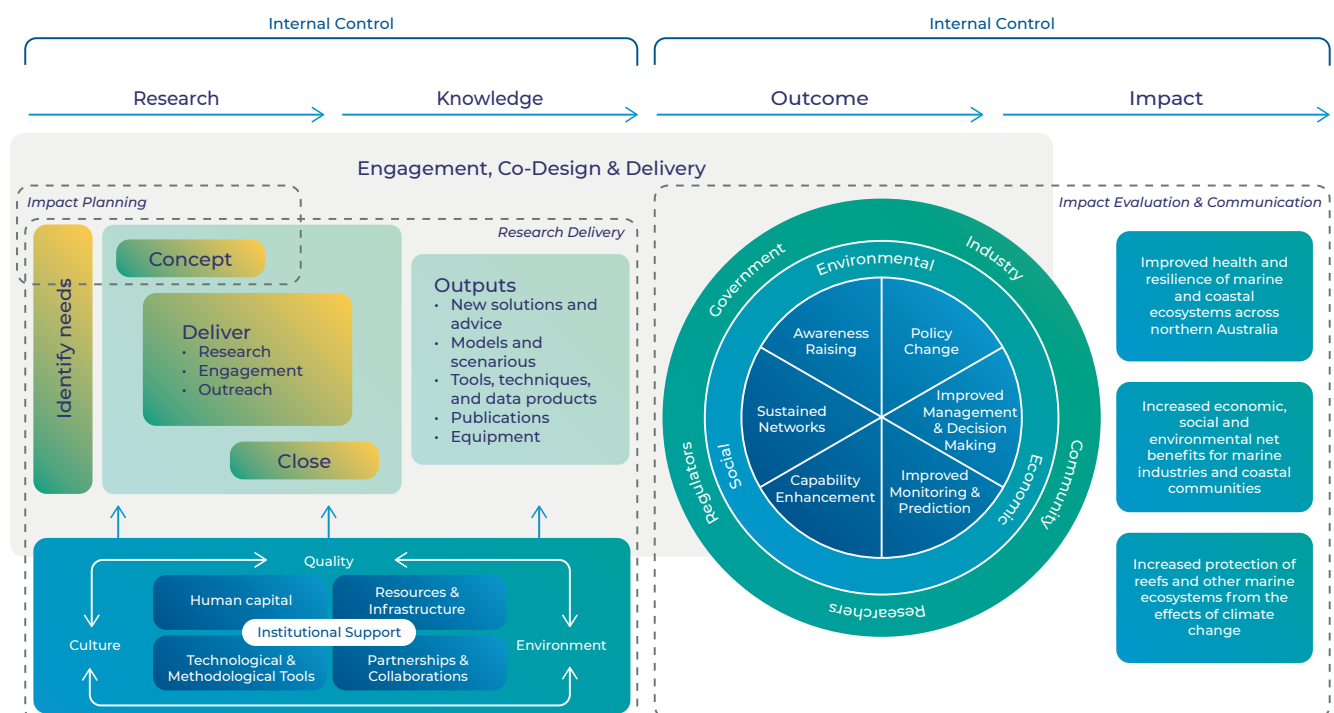 Internal Control
Internal Control
Research
Knowledge
Outcome
Impact
Engagement, Co-Design & Delivery
Impact Planning
Research Delivery
Impact Evaluation & Communication
Identify needs
Concept
Deliver
• Research
• Engagement
• Outreach
Close
Outputs
• New solutions and
advice
• Models and
scenarious
• Tools, techniques,
and data products
• Publications
• Equipment
Quality
Human capital
Resources &
Infrastructure
Institutional Support
Culture
Environment
Technological &
Methodological Tools
Partnerships &
Collaborations
Government
Industry
Community
Researchers
Regulators
Environmental
Economic
Social
Awareness
Raising
Policy
Change
Sustained
Networks
Improved
Management
& Decision
Making
Capability
Enhancement
Improved
Monitoring &
Prediction
Improved health and
resilience of marine
and coastal
ecosystems across
northern Australia
Increased economic,
social and
environmental net
benefits for marine
industries and coastal
communities
Increased protection of
reefs and other marine
ecosystems from the
effects of climate
change